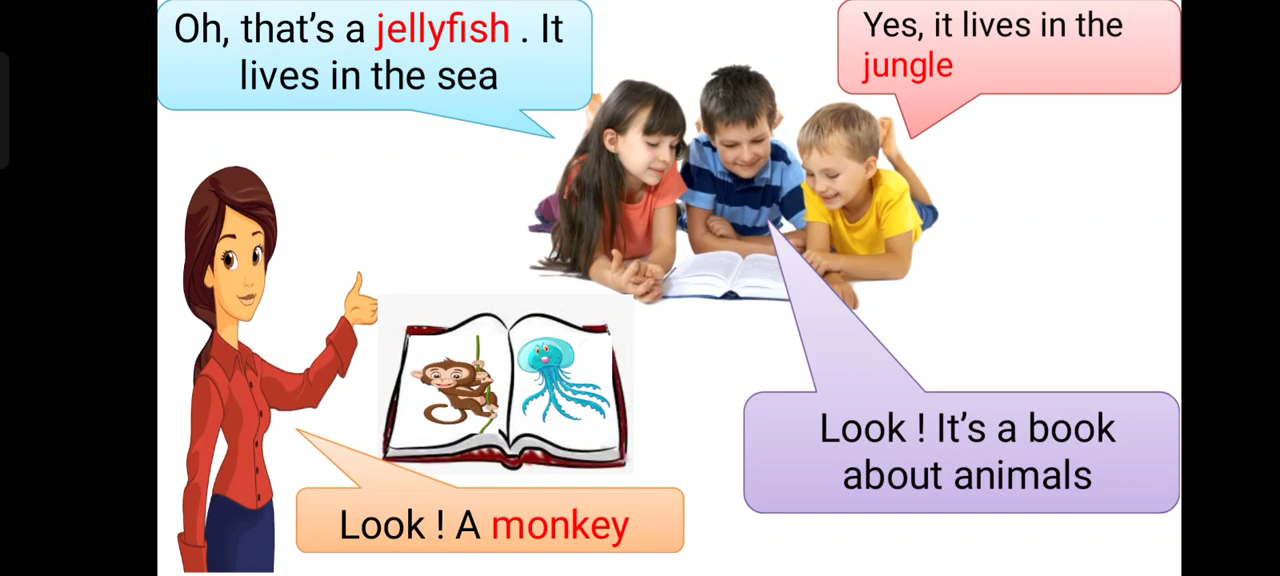 Oh, that's a jellyfish . It
lives in the sea
Yes, it lives in the
jungle
Look ! It's a book
about animals
Look ! A monkey